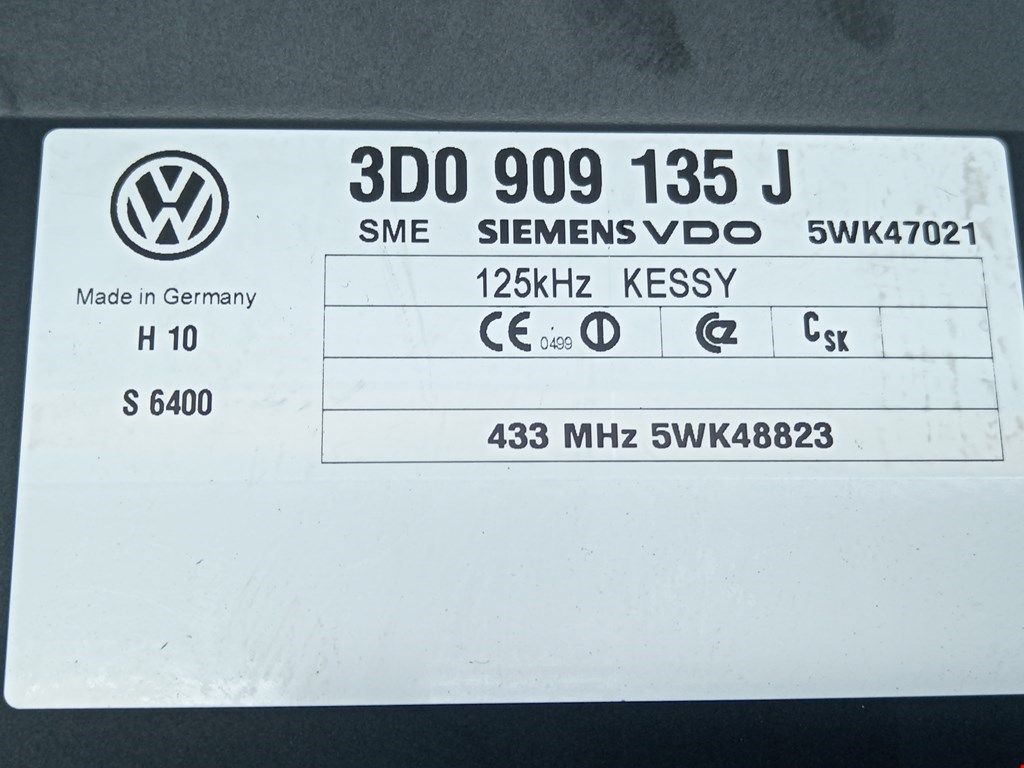 3D0 909 135 J
SME SIEMENS VDO 5WK47021
125kHz KESSY
Made in Germany
CE 0499 CZ CSK
H 10
S 6400
433 MHz 5WK48823